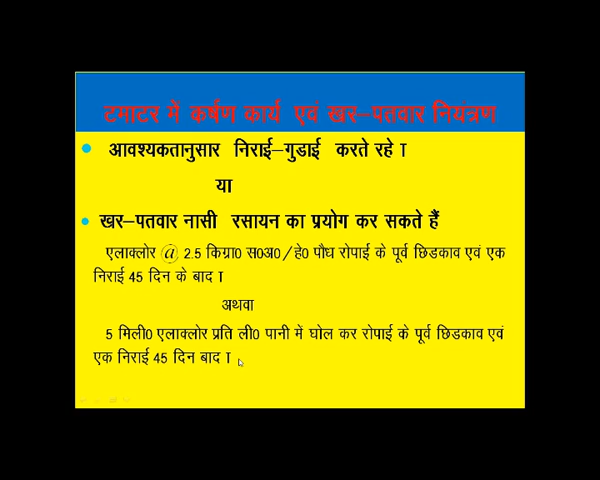 टमाटर में कर्षण कार्य एवं खर-पतवार नियंत्रण
आवश्यकतानुसार निराई-गुडाई करते रहे ।
या
खर-पतवार नासी रसायन का प्रयोग कर सकते हैं
एलाक्लोर @ 2.5 किग्रा0 स0अ0/हे0 पौध रोपाई के पूर्व छिडकाव एवं एक
निराई 45 दिन के बाद ।
अथवा
5 मिली0 एलाक्लोर प्रति ली0 पानी में घोल कर रोपाई के पूर्व छिडकाव एवं
एक निराई 45 दिन बाद ।